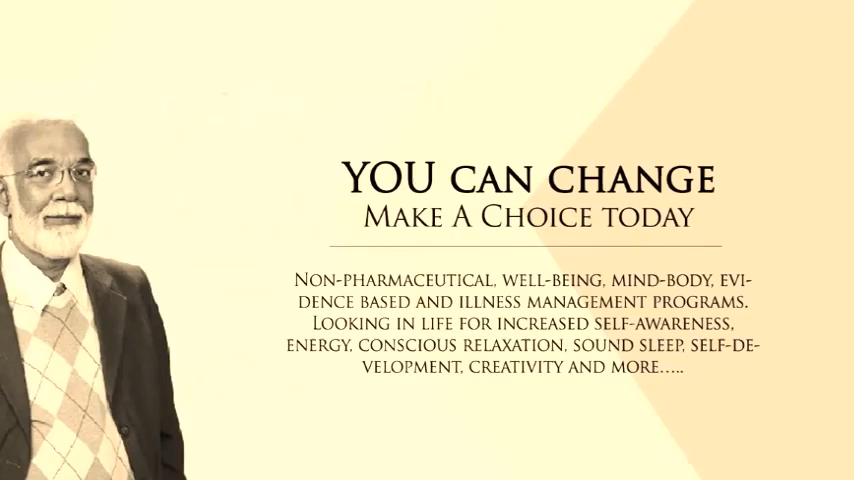 YOU CAN CHANGE
MAKE A CHOICE TODAY
NON-PHARMACEUTICAL, WELL-BEING, MIND-BODY, EVI-
DENCE BASED AND ILLNESS MANAGEMENT PROGRAMS.
LOOKING IN LIFE FOR INCREASED SELF-AWARENESS,
ENERGY, CONSCIOUS RELAXATION, SOUND SLEEP, SELF-DE-
VELOPMENT, CREATIVITY AND MORE.....